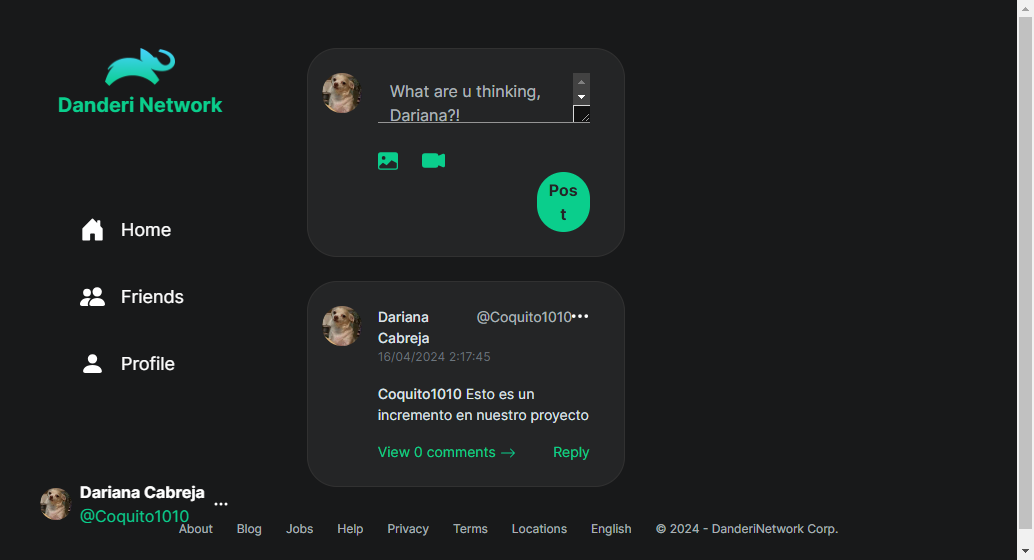 Danderi Network
Home
Friends
Profile
Dariana Cabreja
@Coquito1010
What are u thinking,
Dariana?!
Pos
t
Dariana
Cabreja
@Coquito1010
16/04/2024 2:17:45
Coquito1010 Esto es un
incremento en nuestro proyecto
View 0 comments
Reply
About Blog Jobs Help Privacy Terms Locations English © 2024 - DanderiNetwork Corp.